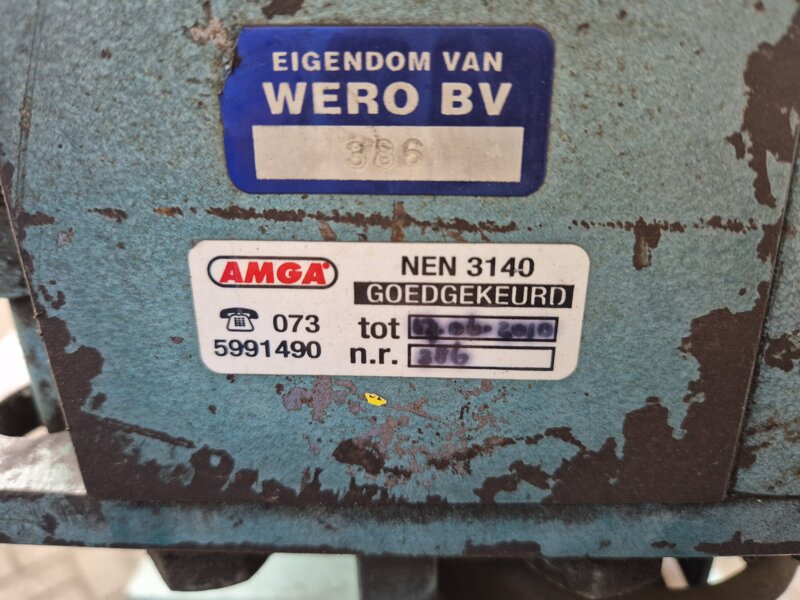 EIGENDOM VAN
WERO BV
386
AMGA
NEN 3140
GOEDGEKEURD
073
5991490
tot
n.r. 386